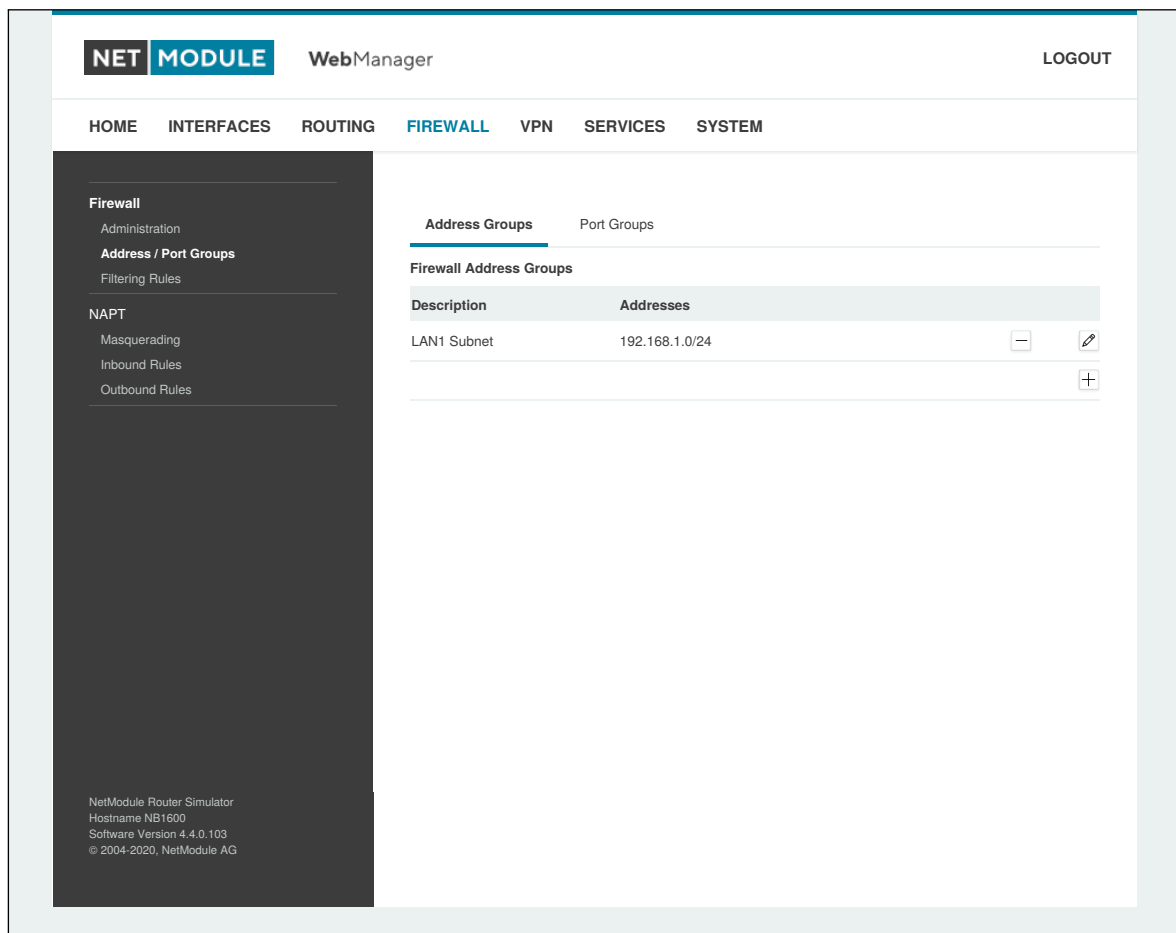 NET MODULE WebManager LOGOUT
HOME INTERFACES ROUTING FIREWALL VPN SERVICES SYSTEM
Firewall
Administration
Address / Port Groups
Filtering Rules
NAPT
Masquerading
Inbound Rules
Outbound Rules
NetModule Router Simulator
Hostname NB1600
Software Version 4.4.0.103
© 2004-2020, NetModule AG
Address Groups Port Groups
Firewall Address Groups
Description Addresses
LAN1 Subnet 192.168.1.0/24